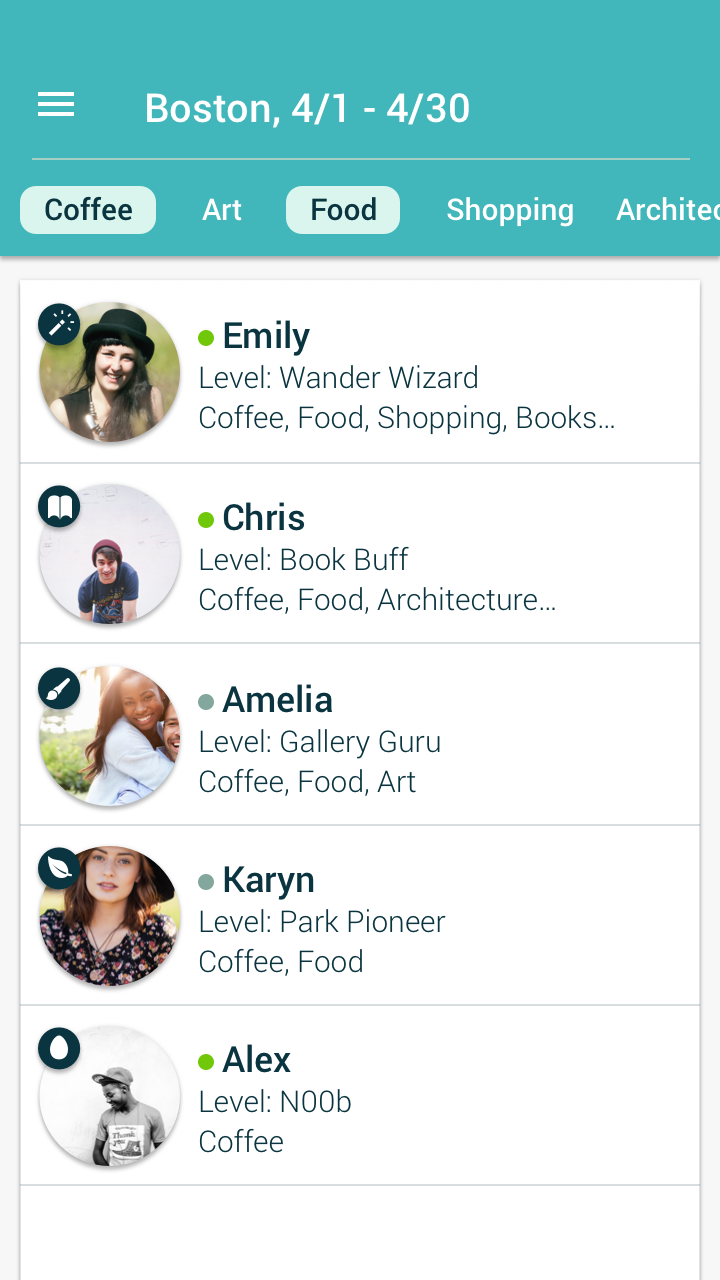 Boston, 4/1 - 4/30
Coffee Art Food Shopping Architec
Emily
Level: Wander Wizard
Coffee, Food, Shopping, Books...
Chris
Level: Book Buff
Coffee, Food, Architecture...
Amelia
Level: Gallery Guru
Coffee, Food, Art
Karyn
Level: Park Pioneer
Coffee, Food
Alex
Level: N00b
Coffee